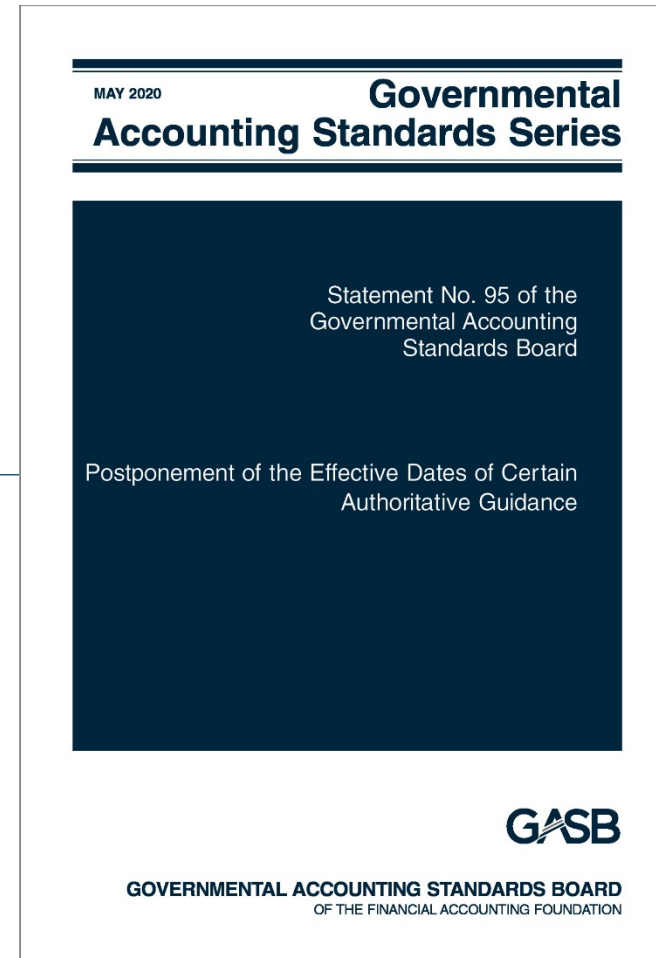 MAY 2020
Governmental
Accounting Standards Series
Statement No. 95 of the
Governmental Accounting
Standards Board
Postponement of the Effective Dates of Certain
Authoritative Guidance
GASB
GOVERNMENTAL ACCOUNTING STANDARDS BOARD
OF THE FINANCIAL ACCOUNTING FOUNDATION